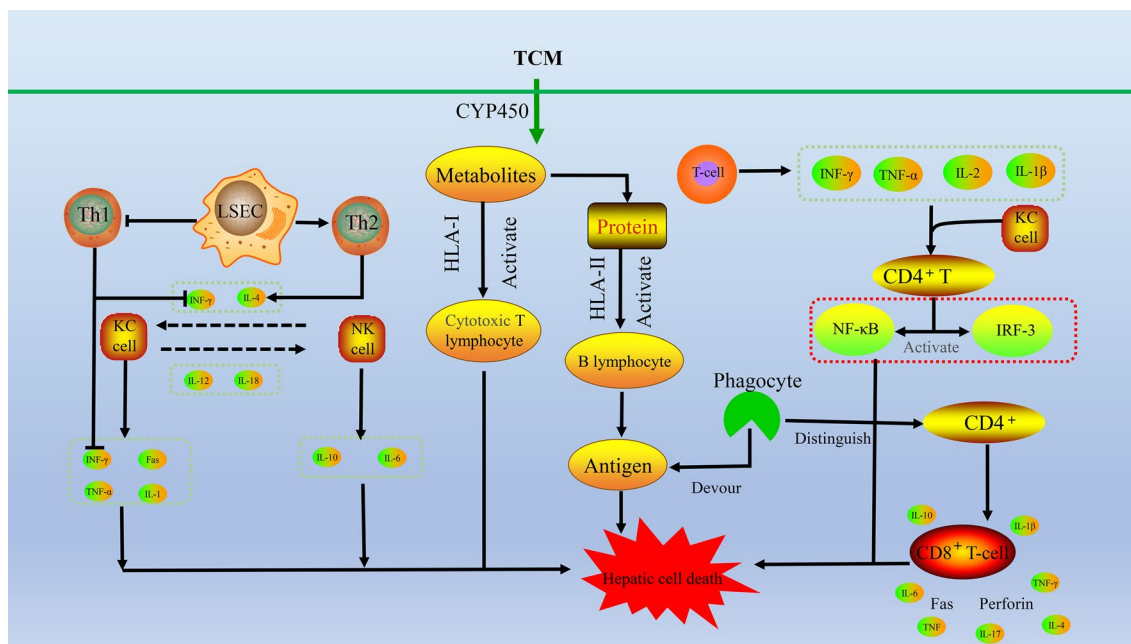 TCM
CYP450
Metabolites
HLA-I
Activate
Cytotoxic T
lymphocyte
Protein
HLA-II
Activate
B lymphocyte
Antigen
Hepatic cell death
Th1
LSEC
Th2
INF-γ
IL-4
KC
cell
NK
cell
IL-12
IL-18
INF-γ
Fas
TNF-α
IL-1
IL-10
IL-6
T-cell
INF-γ
TNF-α
IL-2
IL-1β
KC
cell
CD4⁺ T
NF-κB
Activate
IRF-3
Phagocyte
Distinguish
Devour
CD4⁺
IL-10
IL-1β
CD8⁺ T-cell
IL-6
Fas
Perforin
TNF-γ
TNF
IL-17
IL-4